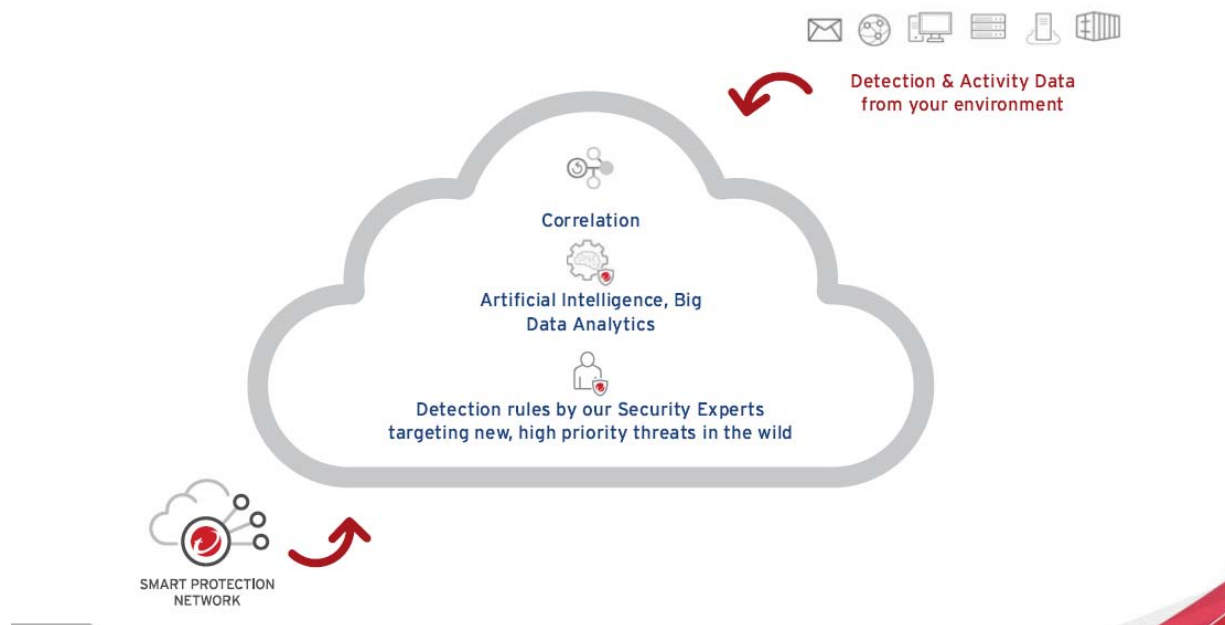 Detection & Activity Data
from your environment
Correlation
Artificial Intelligence, Big
Data Analytics
Detection rules by our Security Experts
targeting new, high priority threats in the wild
SMART PROTECTION
NETWORK